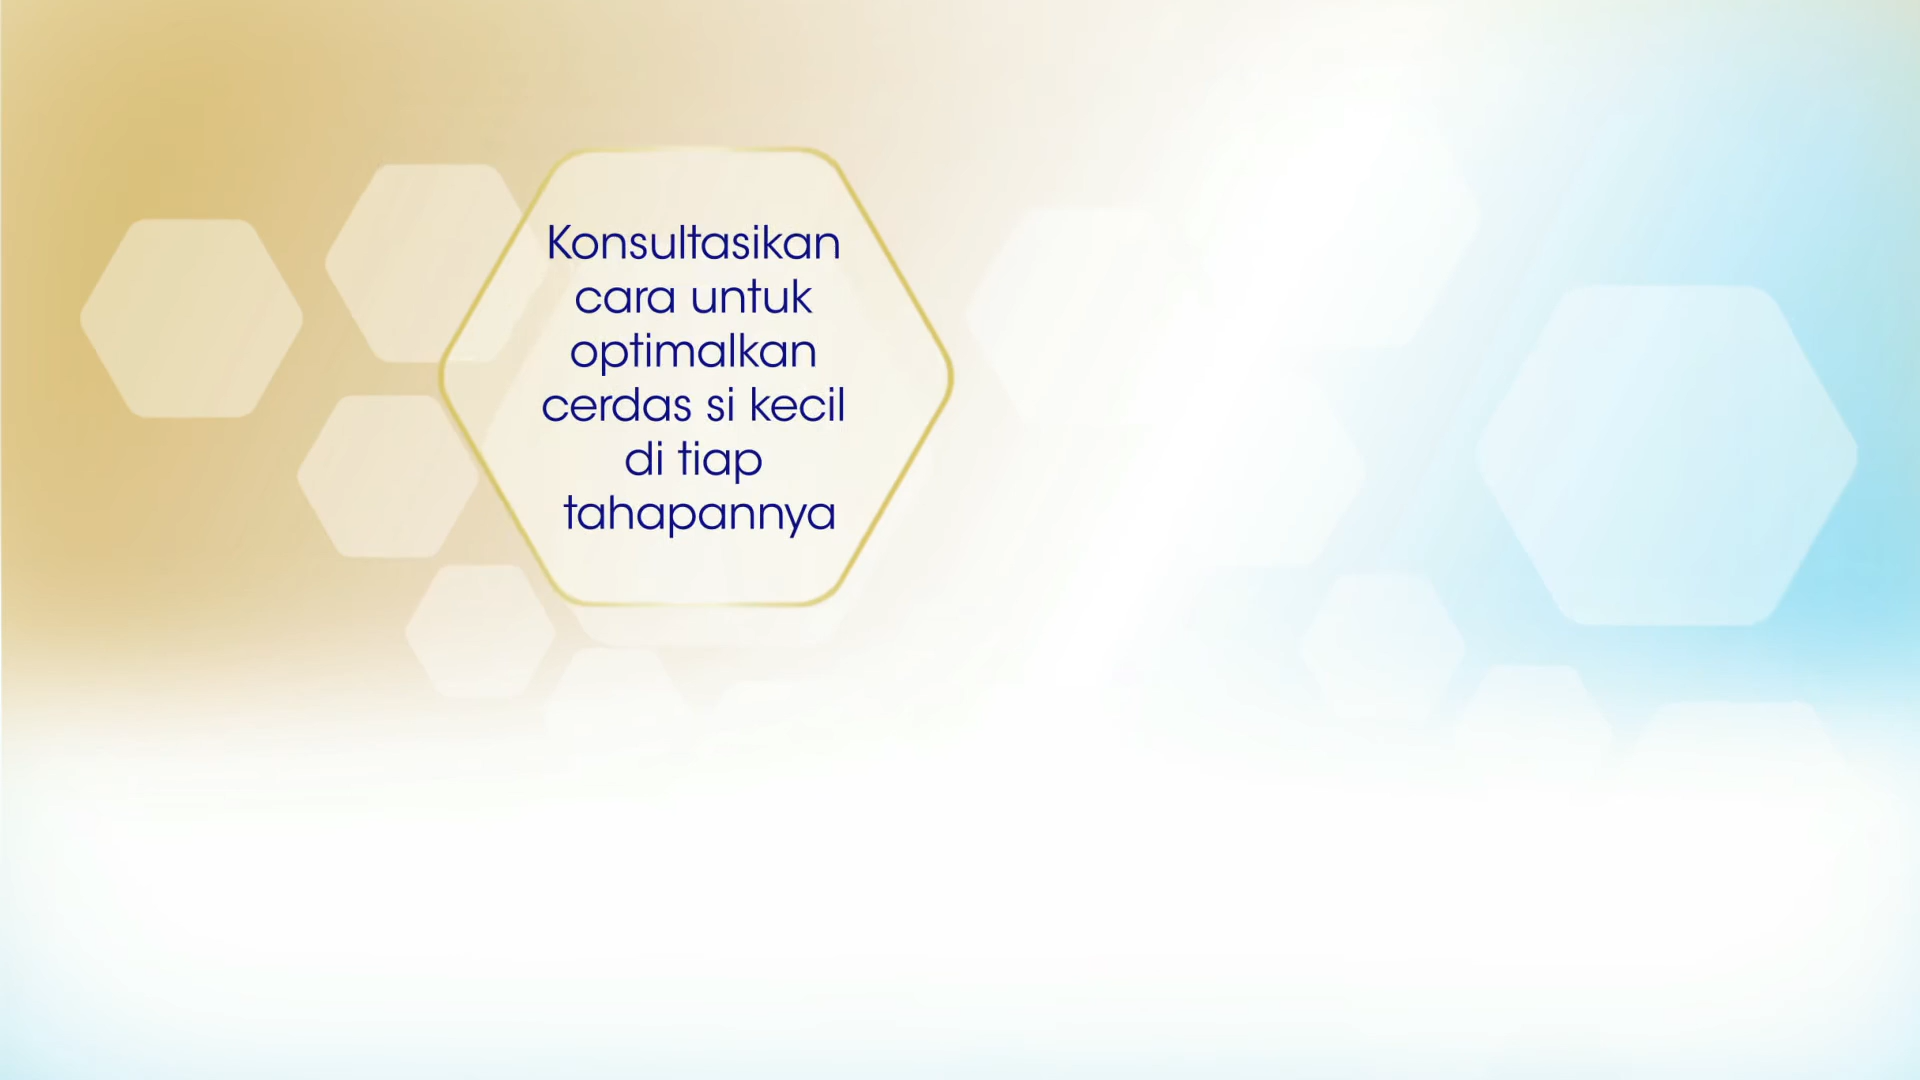 Konsultasikan
cara untuk
optimalkan
cerdas si kecil
di tiap
tahapannya